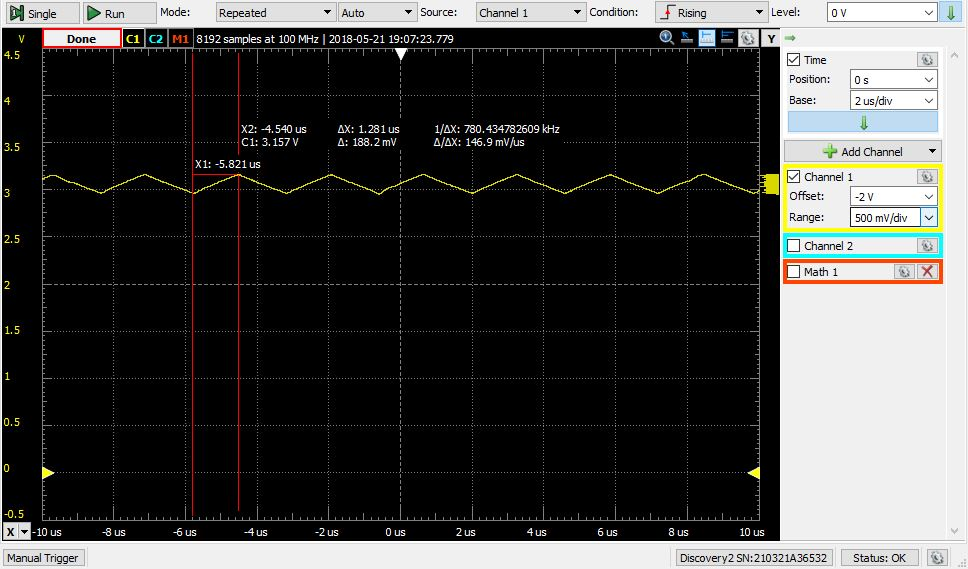 Single Run Mode: Repeated Auto Source: Channel 1 Condition: Rising Level: 0 V
V Done C1 C2 M1 8192 samples at 100 MHz | 2018-05-21 19:07:23.779 Y
4.5
4
3.5
3
2.5
2
1.5
1
0.5
0
-0.5
X2: -4.540 us ΔX: 1.281 us 1/ΔX: 780.434782609 kHz
C1: 3.157 V Δ: 188.2 mV Δ/ΔX: 146.9 mV/us
X1: -5.821 us
X -10 us -8 us -6 us -4 us -2 us 0 us 2 us 4 us 6 us 8 us 10 us
Time
Position: 0 s
Base: 2 us/div
Add Channel
Channel 1
Offset: -2 V
Range: 500 mV/div
Channel 2
Math 1
Manual Trigger Discovery2 SN:210321A36532 Status: OK